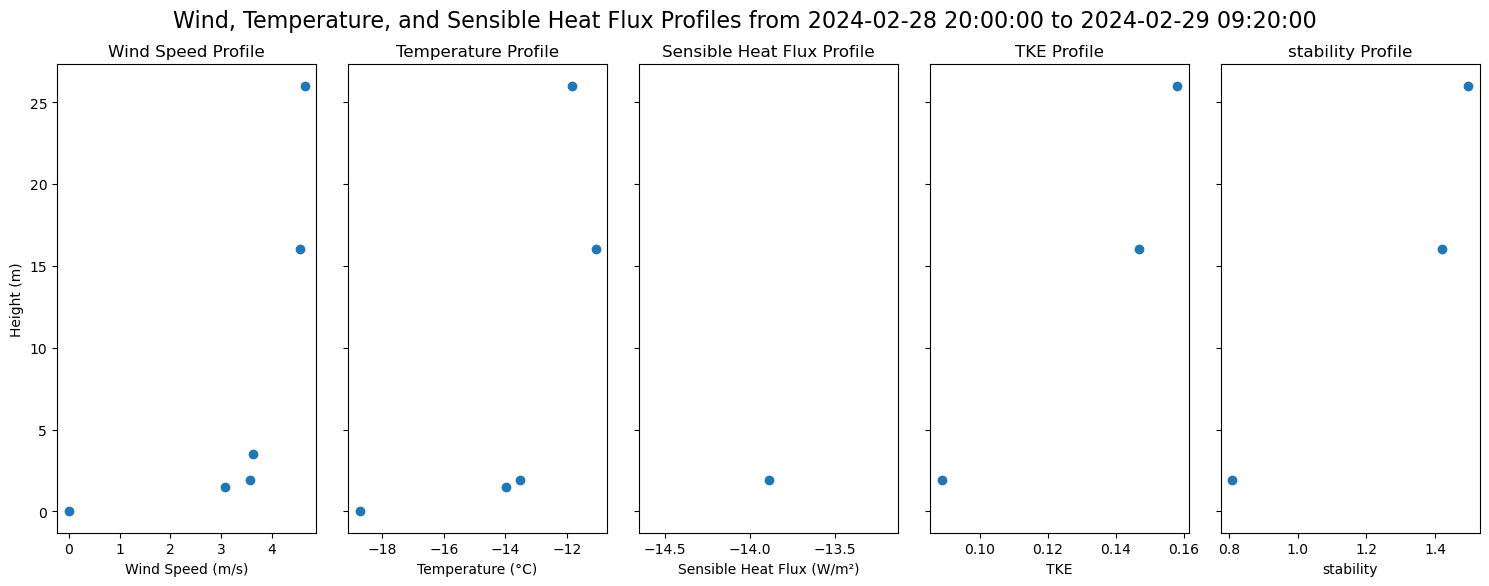 Wind, Temperature, and Sensible Heat Flux Profiles from 2024-02-28 20:00:00 to 2024-02-29 09:20:00
Wind Speed Profile
Temperature Profile
Sensible Heat Flux Profile
TKE Profile
stability Profile
25
20
15
10
5
0
Height (m)
0 1 2 3 4
−18 −16 −14 −12
−14.5 −14.0 −13.5
0.10 0.12 0.14 0.16
0.8 1.0 1.2 1.4
Wind Speed (m/s)
Temperature (°C)
Sensible Heat Flux (W/m²)
TKE
stability